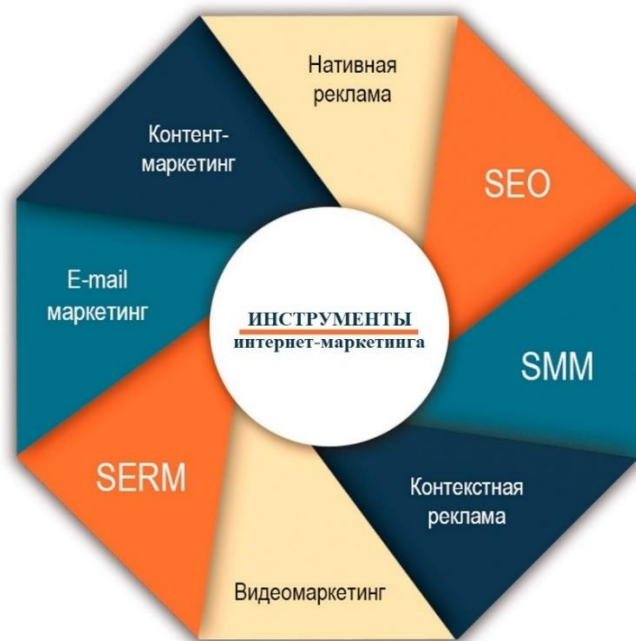 Нативная
реклама
SEO
SMM
Контекстная
реклама
Видеомаркетинг
SERM
E-mail
маркетинг
Контент-
маркетинг
ИНСТРУМЕНТЫ
интернет-маркетинга